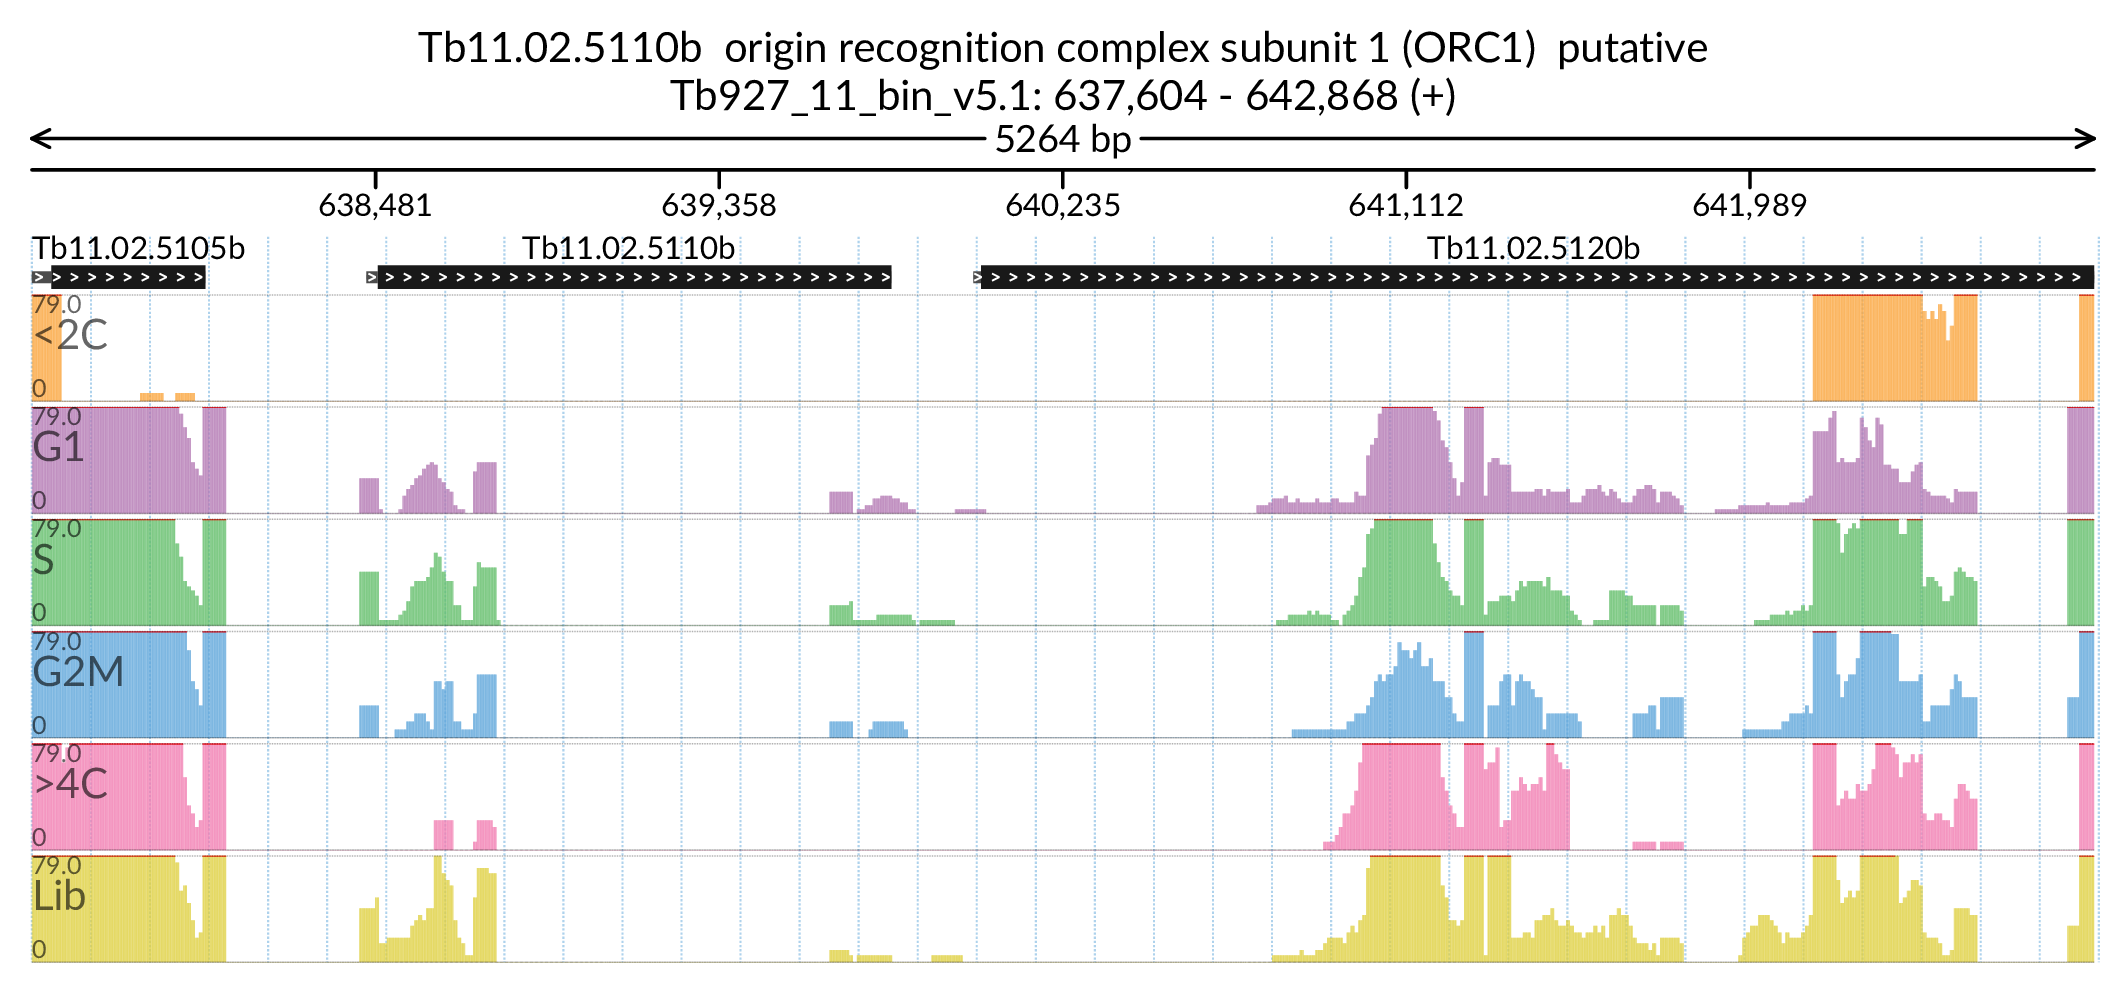 Tb11.02.5110b origin recognition complex subunit 1 (ORC1) putative
Tb927_11_bin_v5.1: 637,604 - 642,868 (+)
5264 bp
638,481 639,358 640,235 641,112 641,989
Tb11.02.5105b Tb11.02.5110b Tb11.02.5120b
79.0
<2C
0
79.0
G1
0
79.0
S
0
79.0
G2M
0
79.0
>4C
0
79.0
Lib
0